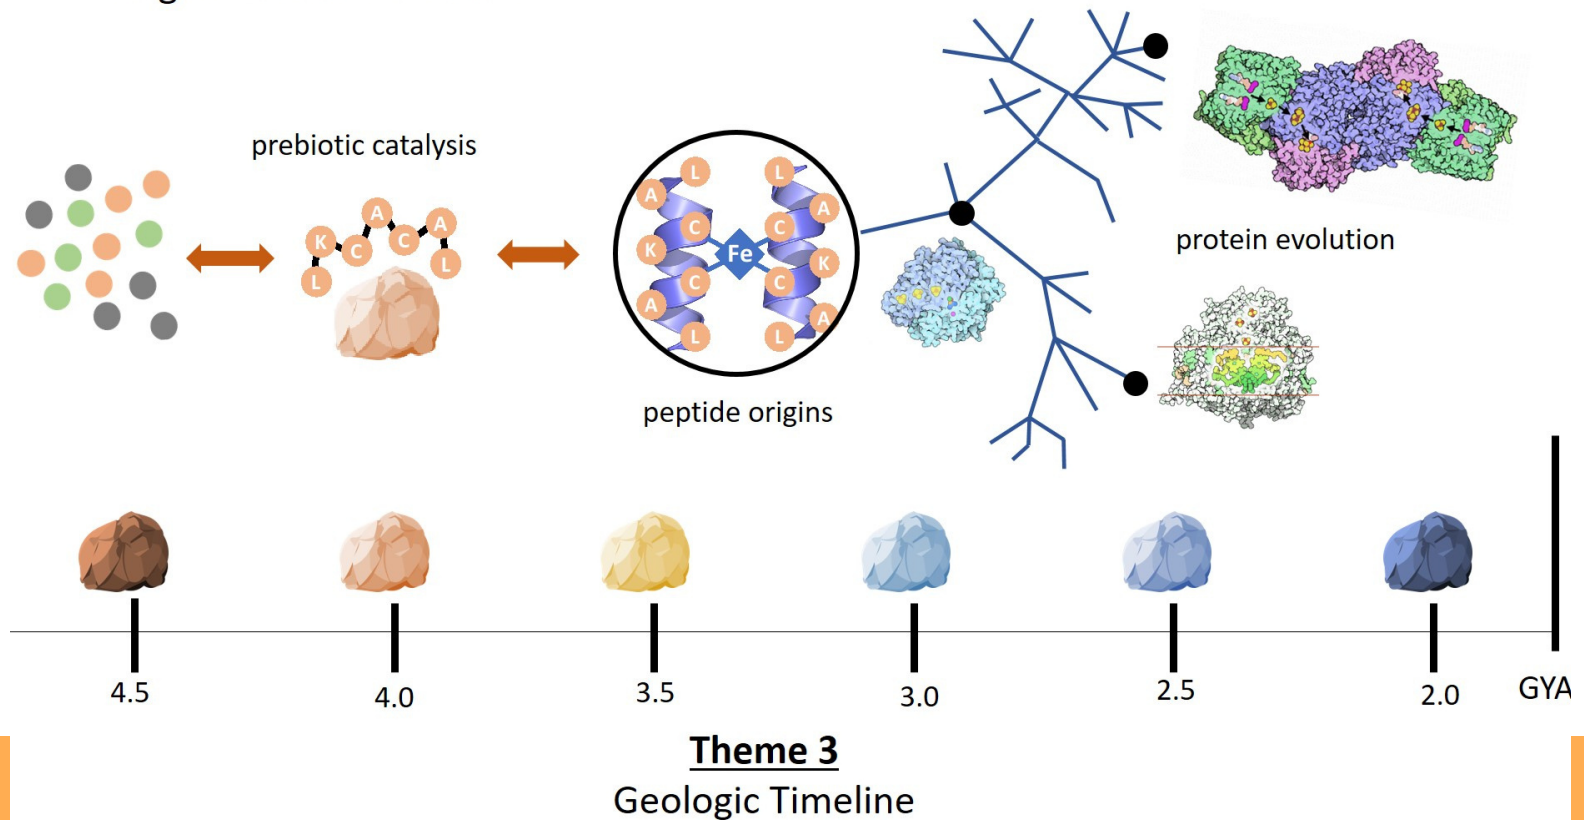 prebiotic catalysis
K
A
C
C
A
L
L
L
A
C
K
C
A
L
Fe
L
A
C
K
C
A
L
peptide origins
protein evolution
4.5
4.0
3.5
3.0
2.5
2.0
GYA
Theme 3
Geologic Timeline